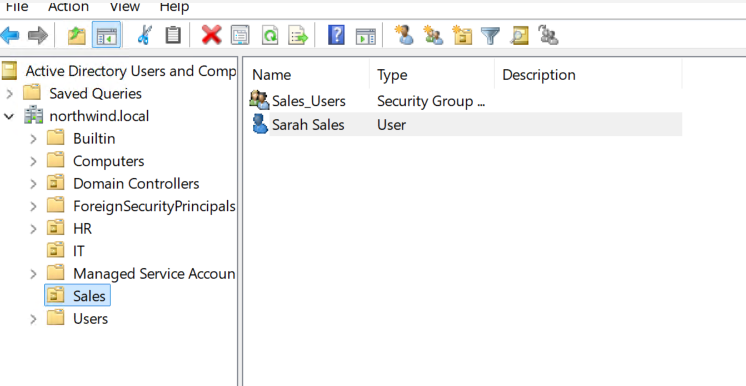 File Action View Help
Active Directory Users and Comp
Saved Queries
northwind.local
Builtin
Computers
Domain Controllers
ForeignSecurityPrincipals
HR
IT
Managed Service Accoun
Sales
Users
Name Type Description
Sales_Users Security Group ...
Sarah Sales User